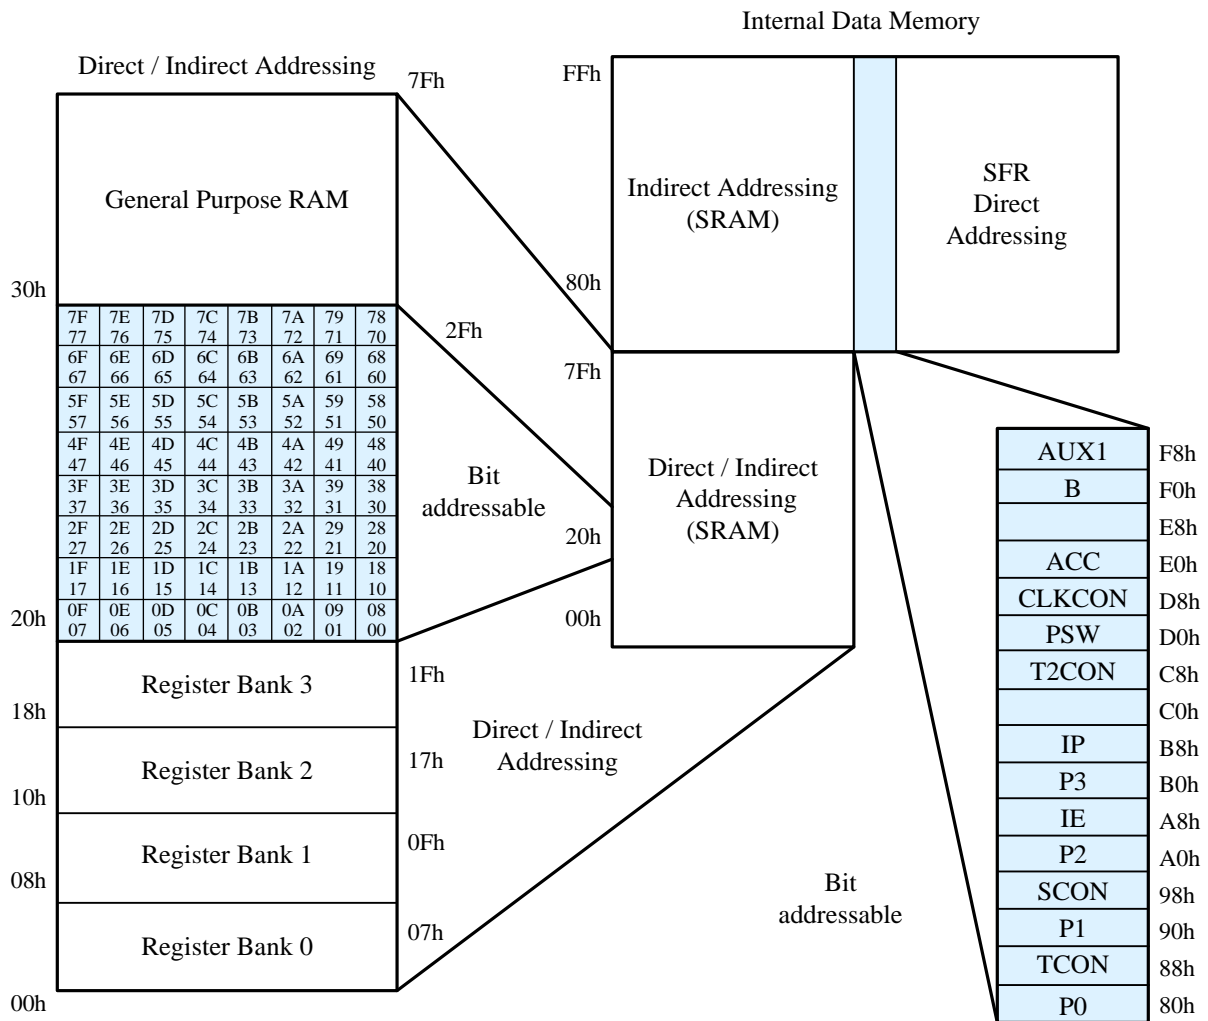 Internal Data Memory
Direct / Indirect Addressing
7Fh
General Purpose RAM
30h
7F 7E 7D 7C 7B 7A 79 78
77 76 75 74 73 72 71 70
6F 6E 6D 6C 6B 6A 69 68
67 66 65 64 63 62 61 60
5F 5E 5D 5C 5B 5A 59 58
57 56 55 54 53 52 51 50
4F 4E 4D 4C 4B 4A 49 48
47 46 45 44 43 42 41 40
3F 3E 3D 3C 3B 3A 39 38
37 36 35 34 33 32 31 30
2F 2E 2D 2C 2B 2A 29 28
27 26 25 24 23 22 21 20
1F 1E 1D 1C 1B 1A 19 18
17 16 15 14 13 12 11 10
0F 0E 0D 0C 0B 0A 09 08
07 06 05 04 03 02 01 00
20h
2Fh
Bit
addressable
20h
Register Bank 3
1Fh
18h
Register Bank 2
17h
10h
Register Bank 1
0Fh
08h
Register Bank 0
07h
00h
Direct / Indirect
Addressing
FFh
Indirect Addressing
(SRAM)
80h
SFR
Direct
Addressing
7Fh
Direct / Indirect
Addressing
(SRAM)
00h
Bit
addressable
AUX1 F8h
B F0h
E8h
ACC E0h
CLKCON D8h
PSW D0h
T2CON C8h
C0h
IP B8h
P3 B0h
IE A8h
P2 A0h
SCON 98h
P1 90h
TCON 88h
P0 80h